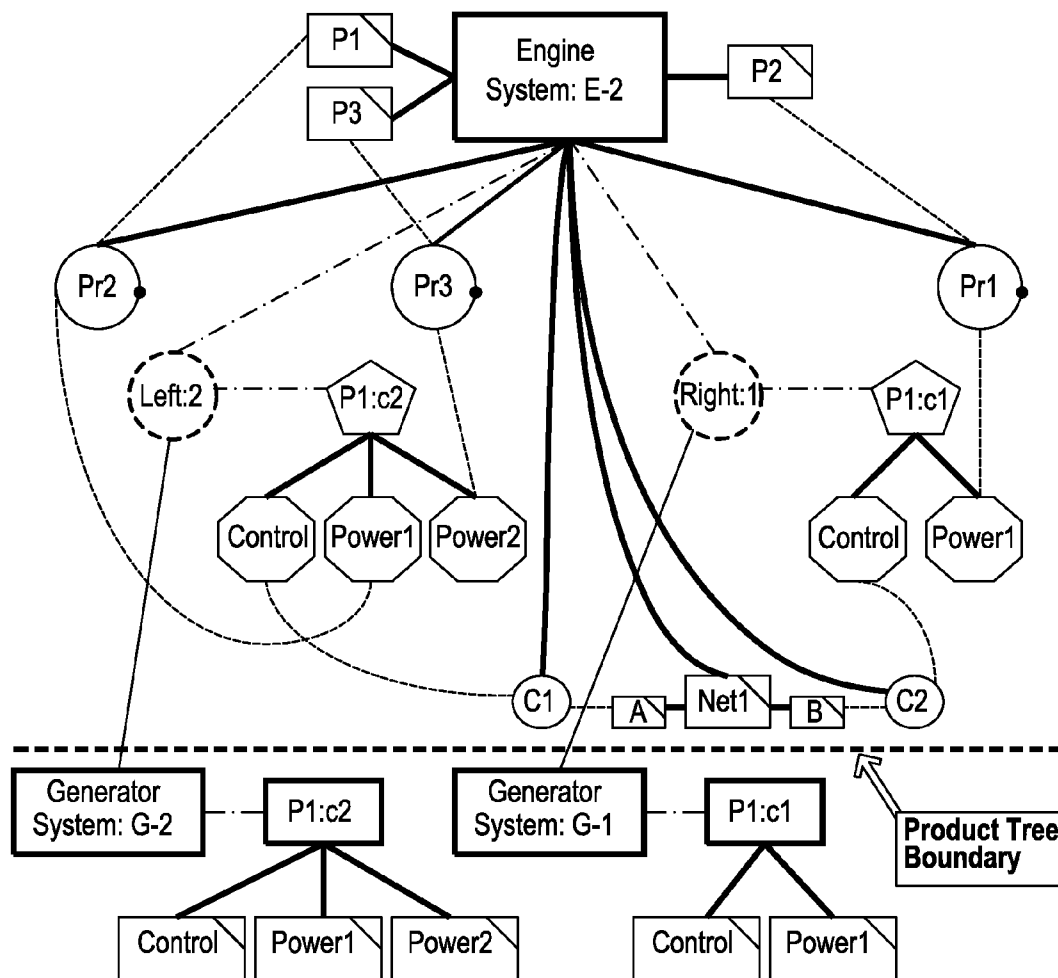 P1
Engine
System: E-2
P2
P3
Pr2
Pr3
Pr1
Left:2
P1:c2
Right:1
P1:c1
Control
Power1
Power2
Control
Power1
C1
A
Net1
B
C2
Generator
System: G-2
P1:c2
Generator
System: G-1
P1:c1
Product Tree
Boundary
Control
Power1
Power2
Control
Power1